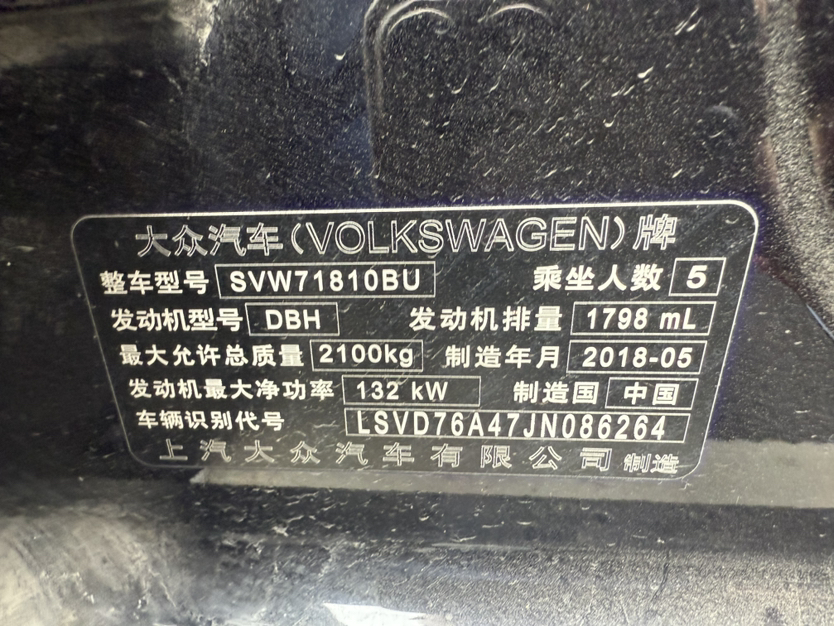 大众汽车(VOLKSWAGEN)牌
整车型号 SVW71810BU 乘坐人数 5
发动机型号 DBH 发动机排量 1798 mL
最大允许总质量 2100kg 制造年月 2018-05
发动机最大净功率 132 kW 制造国 中国
车辆识别代号 LSVD76A47JN086264
上汽大众汽车有限公司 制造